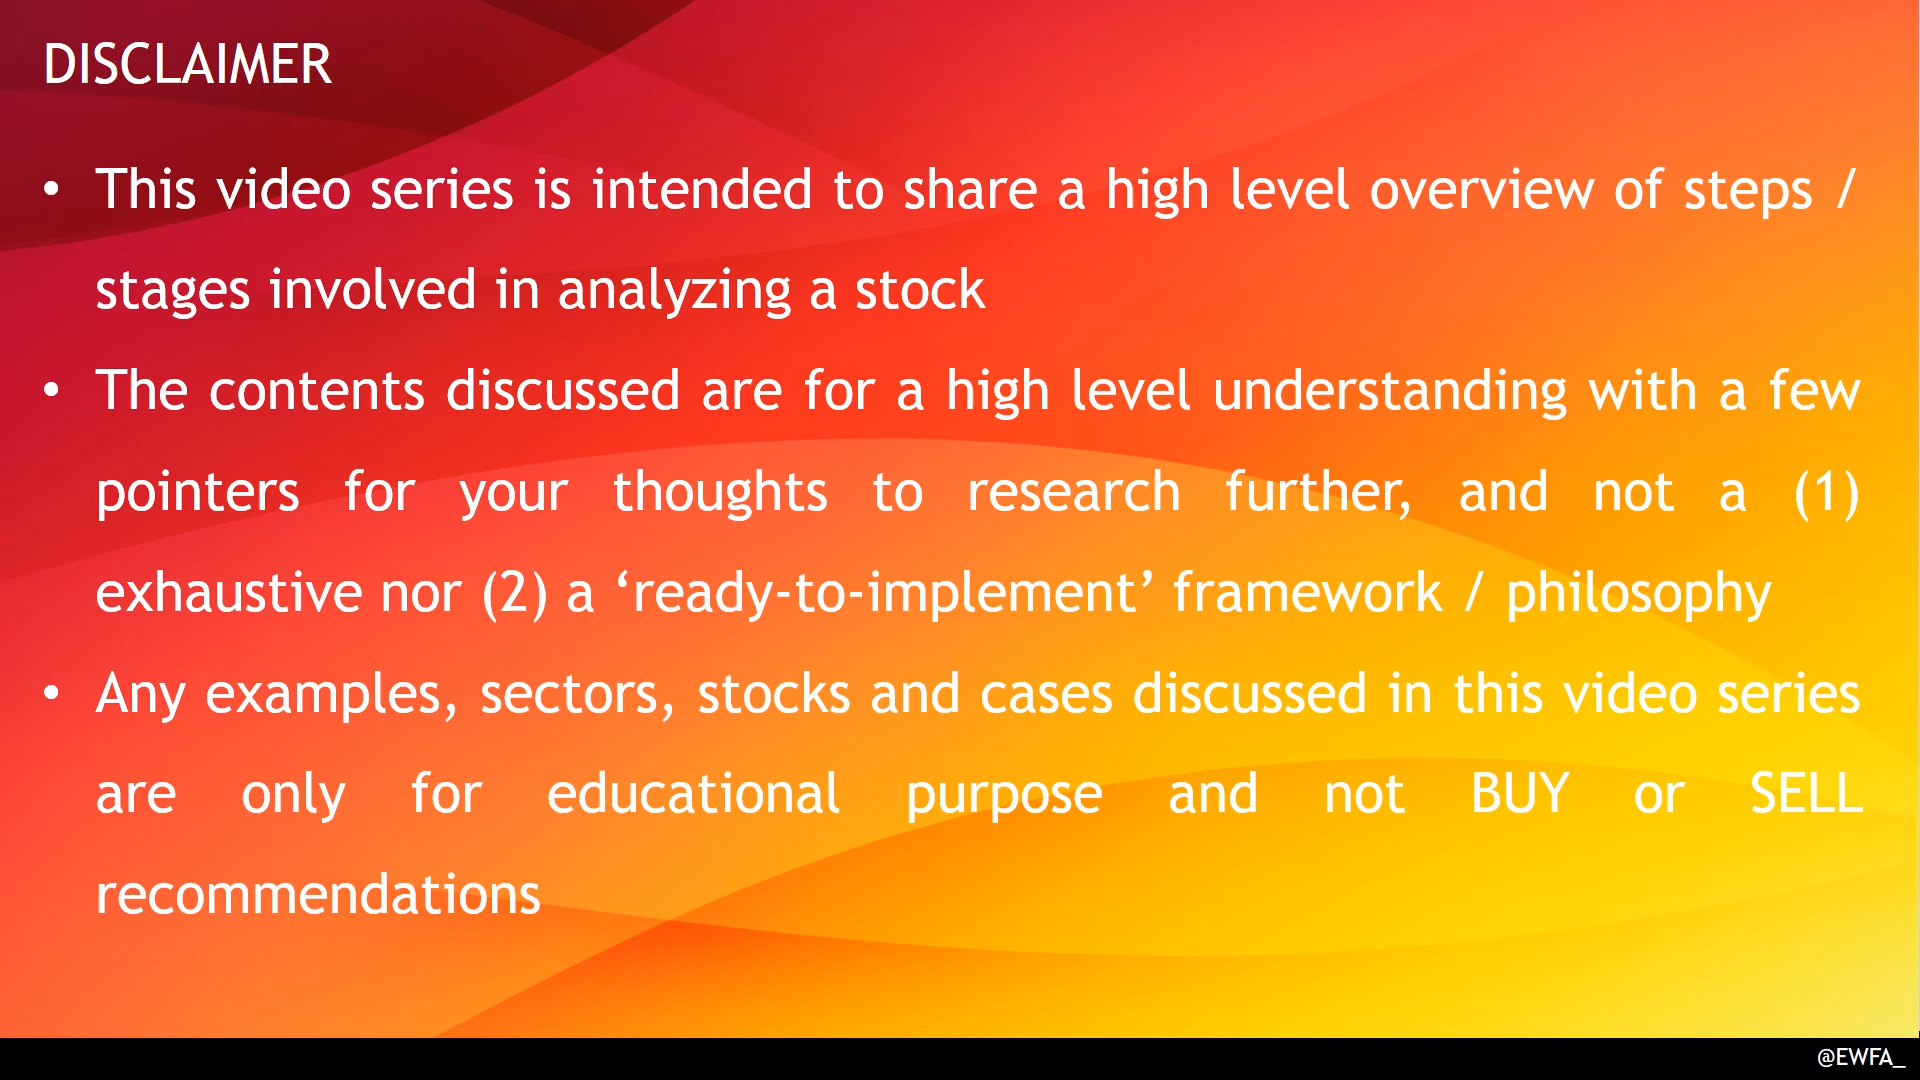 DISCLAIMER
• This video series is intended to share a high level overview of steps /
stages involved in analyzing a stock
• The contents discussed are for a high level understanding with a few
pointers for your thoughts to research further, and not a (1)
exhaustive nor (2) a ‘ready-to-implement’ framework / philosophy
• Any examples, sectors, stocks and cases discussed in this video series
are only for educational purpose and not BUY or SELL
recommendations
@EWFA_